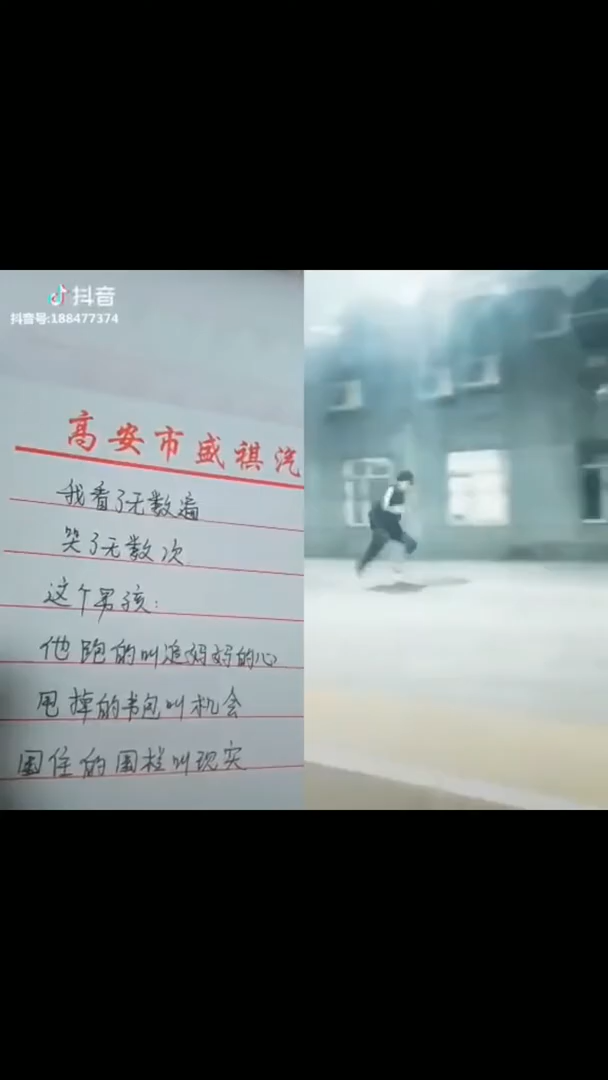 抖音
抖音号:188477374
高安市盛祺汽
我看了无数遍
笑了无数次
这个男孩:
他跑的叫追妈妈的心
甩掉的书包叫机会
围住的围栏叫现实